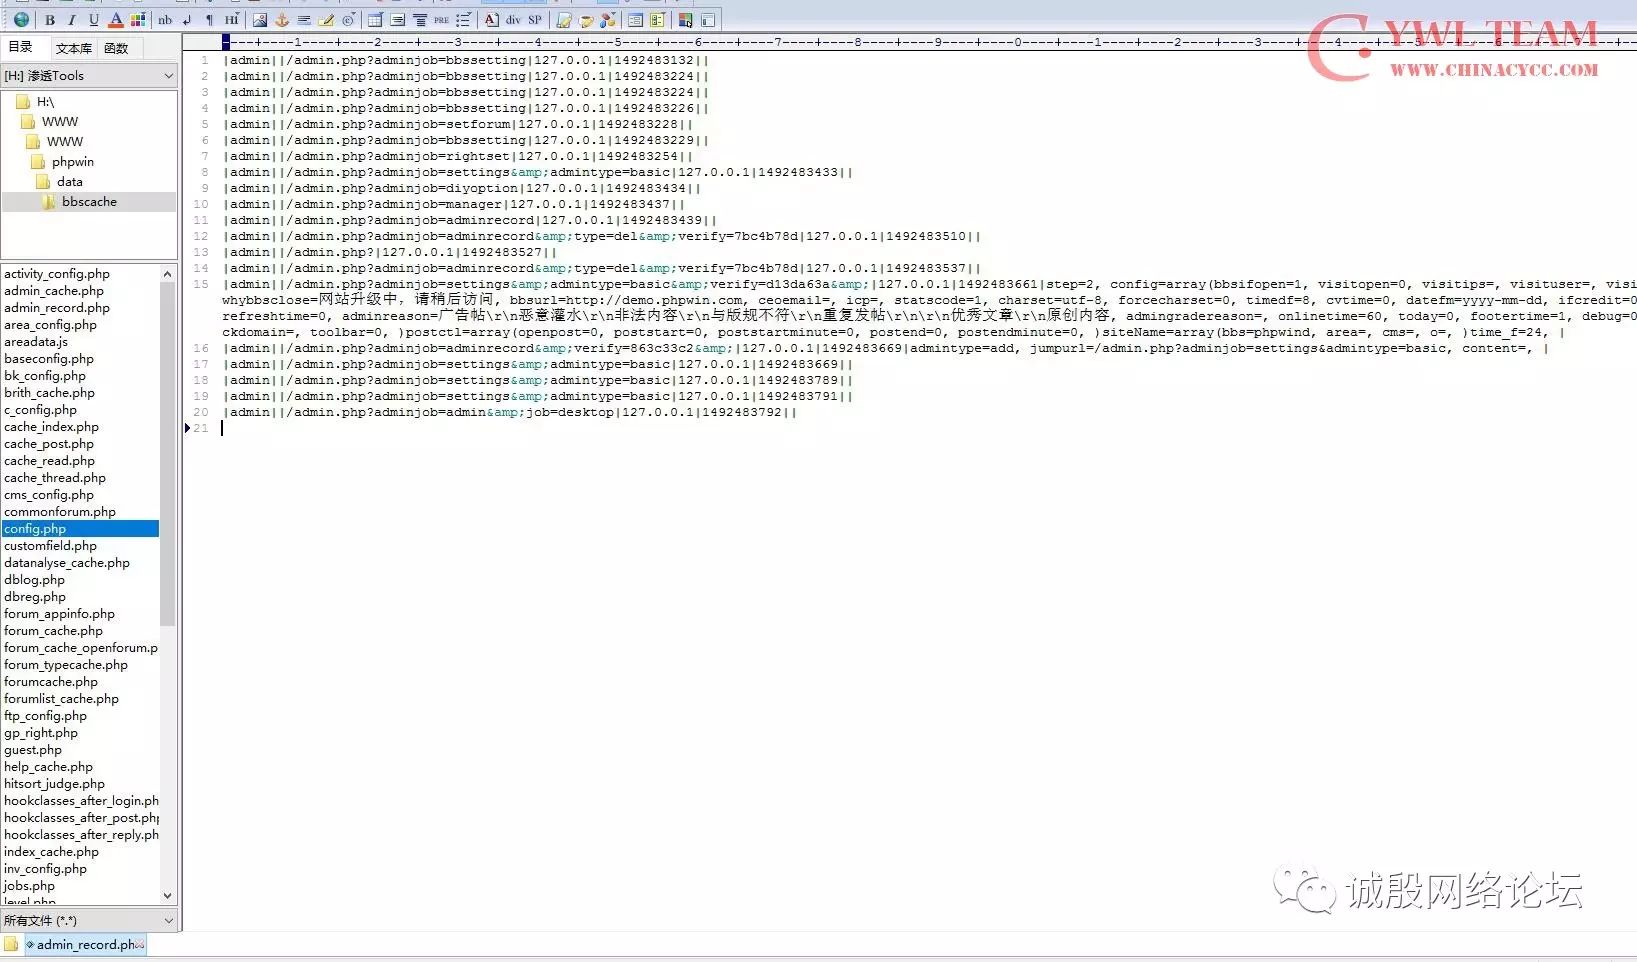 B I U A nb ¶ Hi PRE A div SP
目录 文本库 函数
[H:] 渗透Tools
H:\
WWW
WWW
phpwin
data
bbscache
activity_config.php
admin_cache.php
admin_record.php
area_config.php
areadata.js
baseconfig.php
bk_config.php
brith_cache.php
c_config.php
cache_index.php
cache_post.php
cache_read.php
cache_thread.php
cms_config.php
commonforum.php
config.php
customfield.php
datanalyse_cache.php
dblog.php
dbreg.php
forum_appinfo.php
forum_cache.php
forum_cache_openforum.p
forum_typecache.php
forumcache.php
forumlist_cache.php
ftp_config.php
gp_right.php
guest.php
help_cache.php
hitsort_judge.php
hookclasses_after_login.ph
hookclasses_after_post.php
hookclasses_after_reply.ph
index_cache.php
inv_config.php
jobs.php
level.php
所有文件 (*.*)
admin_record.ph
----+----1----+----2----+----3----+----4----+----5----+----6----+----7----+----8----+----9----+----0----+----1----+----2----+----3----+----4----+----5----+----6----+----7----+--
1 |admin||/admin.php?adminjob=bbssetting|127.0.0.1|1492483132||
2 |admin||/admin.php?adminjob=bbssetting|127.0.0.1|1492483224||
3 |admin||/admin.php?adminjob=bbssetting|127.0.0.1|1492483224||
4 |admin||/admin.php?adminjob=bbssetting|127.0.0.1|1492483226||
5 |admin||/admin.php?adminjob=setforum|127.0.0.1|1492483228||
6 |admin||/admin.php?adminjob=bbssetting|127.0.0.1|1492483229||
7 |admin||/admin.php?adminjob=rightset|127.0.0.1|1492483254||
8 |admin||/admin.php?adminjob=settings&amp;admintype=basic|127.0.0.1|1492483433||
9 |admin||/admin.php?adminjob=diyoption|127.0.0.1|1492483434||
10 |admin||/admin.php?adminjob=manager|127.0.0.1|1492483437||
11 |admin||/admin.php?adminjob=adminrecord|127.0.0.1|1492483439||
12 |admin||/admin.php?adminjob=adminrecord&amp;type=del&amp;verify=7bc4b78d|127.0.0.1|1492483510||
13 |admin||/admin.php?|127.0.0.1|1492483527||
14 |admin||/admin.php?adminjob=adminrecord&amp;type=del&amp;verify=7bc4b78d|127.0.0.1|1492483537||
15 |admin||/admin.php?adminjob=settings&amp;admintype=basic&amp;verify=d13da63a&amp;|127.0.0.1|1492483661|step=2, config=array(bbsifopen=1, visitopen=0, visitips=, visituser=, visi
whybbsclose=网站升级中，请稍后访问, bbsurl=http://demo.phpwin.com, ceoemail=, icp=, statscode=1, charset=utf-8, forcecharset=0, timedf=8, cvtime=0, datefm=yyyy-mm-dd, ifcredit=0
refreshtime=0, adminreason=广告帖\r\n恶意灌水\r\n非法内容\r\n与版规不符\r\n重复发帖\r\n\r\n优秀文章\r\n原创内容, admingradereason=, onlinetime=60, today=0, footertime=1, debug=0
ckdomain=, toolbar=0, )postctl=array(openpost=0, poststart=0, poststartminute=0, postend=0, postendminute=0, )siteName=array(bbs=phpwind, area=, cms=, o=, )time_f=24, |
16 |admin||/admin.php?adminjob=adminrecord&amp;verify=863c33c2&amp;|127.0.0.1|1492483669|admintype=add, jumpurl=/admin.php?adminjob=settings&admintype=basic, content=, |
17 |admin||/admin.php?adminjob=settings&amp;admintype=basic|127.0.0.1|1492483669||
18 |admin||/admin.php?adminjob=settings&amp;admintype=basic|127.0.0.1|1492483789||
19 |admin||/admin.php?adminjob=settings&amp;admintype=basic|127.0.0.1|1492483791||
20 |admin||/admin.php?adminjob=admin&amp;job=desktop|127.0.0.1|1492483792||
21
CYWL TEAM
WWW.CHINACYCC.COM
诚殷网络论坛